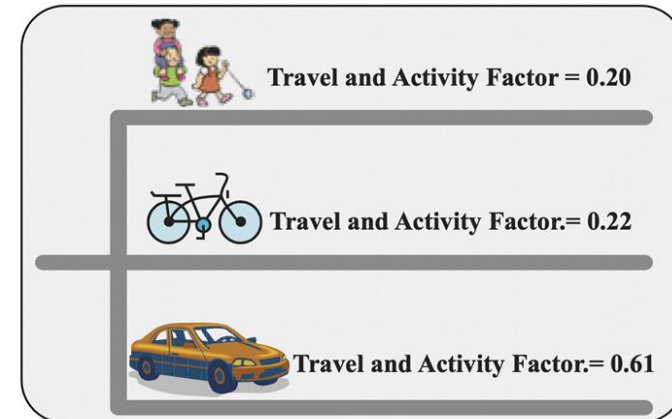 Travel and Activity Factor = 0.20
Travel and Activity Factor.= 0.22
Travel and Activity Factor.= 0.61